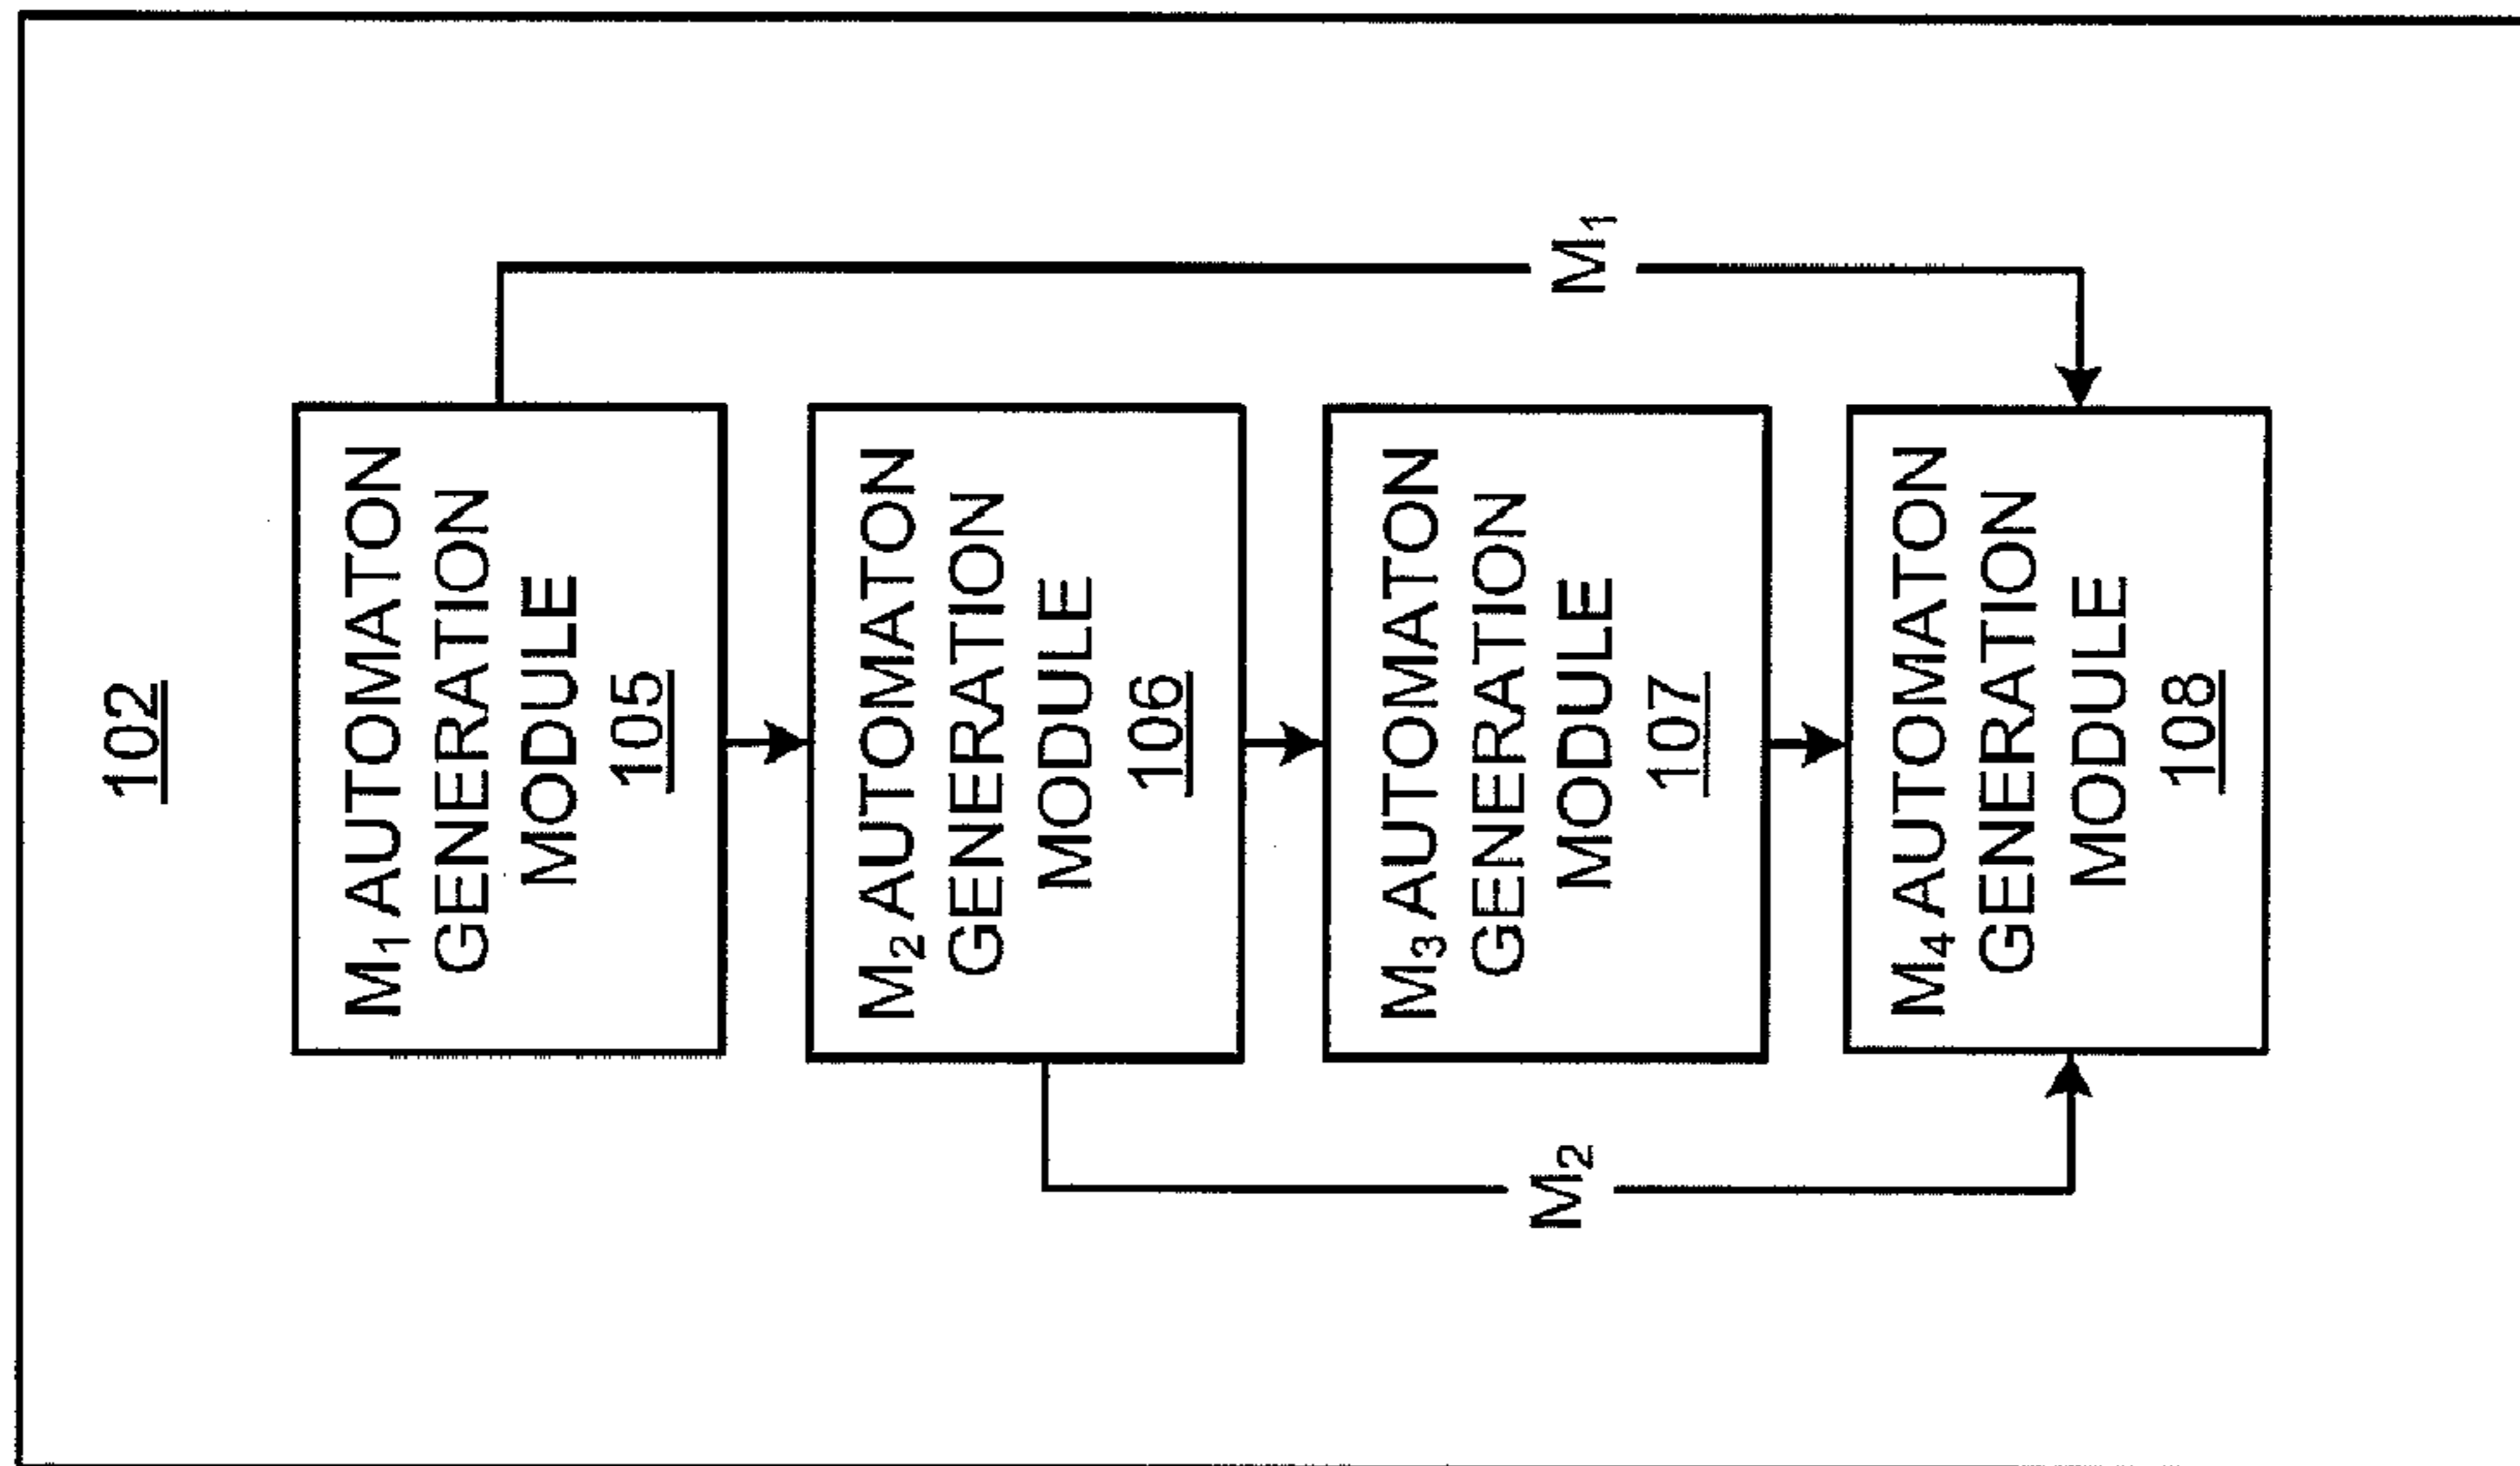 102
M₁ AUTOMATON
GENERATION
MODULE
105
M₂ AUTOMATON
GENERATION
MODULE
106
M₃ AUTOMATON
GENERATION
MODULE
107
M₄ AUTOMATON
GENERATION
MODULE
108
M₂
M₁